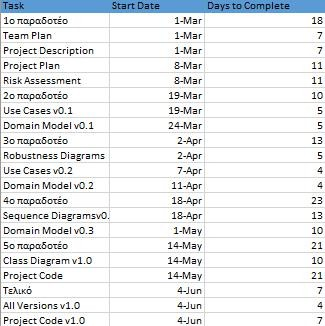 Task Start Date Days to Complete
1ο παραδοτέο 1-Mar 18
Team Plan 1-Mar 7
Project Description 1-Mar 7
Project Plan 8-Mar 11
Risk Assessment 8-Mar 11
2ο παραδοτέο 19-Mar 10
Use Cases v0.1 19-Mar 5
Domain Model v0.1 24-Mar 5
3ο παραδοτέο 2-Apr 13
Robustness Diagrams 2-Apr 5
Use Cases v0.2 7-Apr 4
Domain Model v0.2 11-Apr 4
4ο παραδοτέο 18-Apr 23
Sequence Diagramsv0. 18-Apr 13
Domain Model v0.3 1-May 10
5ο παραδοτέο 14-May 21
Class Diagram v1.0 14-May 10
Project Code 14-May 21
Τελικό 4-Jun 7
All Versions v1.0 4-Jun 4
Project Code v1.0 4-Jun 7